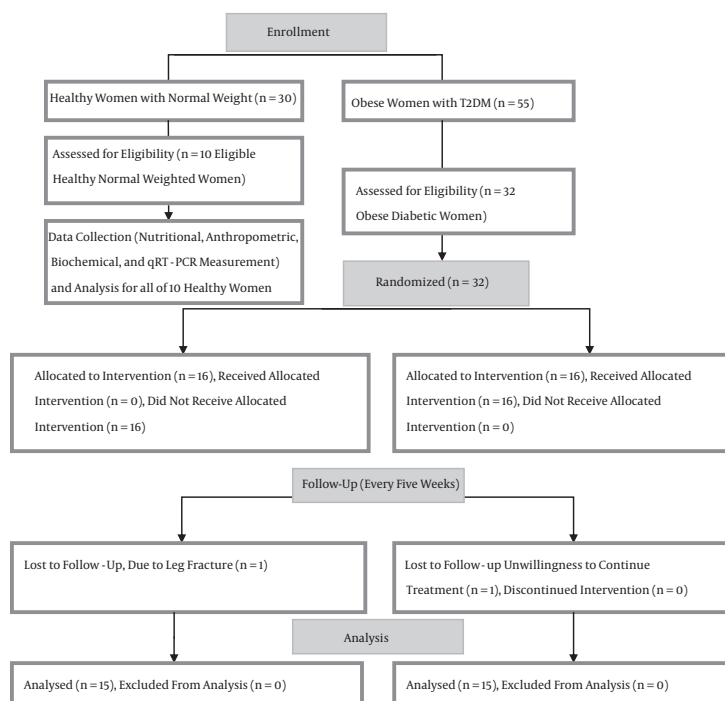 Enrollment
Healthy Women with Normal Weight (n = 30)
Obese Women with T2DM (n = 55)
Assessed for Eligibility (n = 10 Eligible
Healthy Normal Weighted Women)
Assessed for Eligibility (n = 32
Obese Diabetic Women)
Data Collection (Nutritional, Anthropometric,
Biochemical, and qRT - PCR Measurement)
and Analysis for all of 10 Healthy Women
Randomized (n = 32)
Allocated to Intervention (n = 16), Received Allocated
Intervention (n = 0), Did Not Receive Allocated
Intervention (n = 16)
Allocated to Intervention (n = 16), Received Allocated
Intervention (n = 16), Did Not Receive Allocated
Intervention (n = 0)
Follow-Up (Every Five Weeks)
Lost to Follow -Up, Due to Leg Fracture (n = 1)
Lost to Follow-up Unwillingness to Continue
Treatment (n = 1), Discontinued Intervention (n = 0)
Analysis
Analysed (n = 15), Excluded From Analysis (n = 0)
Analysed (n = 15), Excluded From Analysis (n = 0)